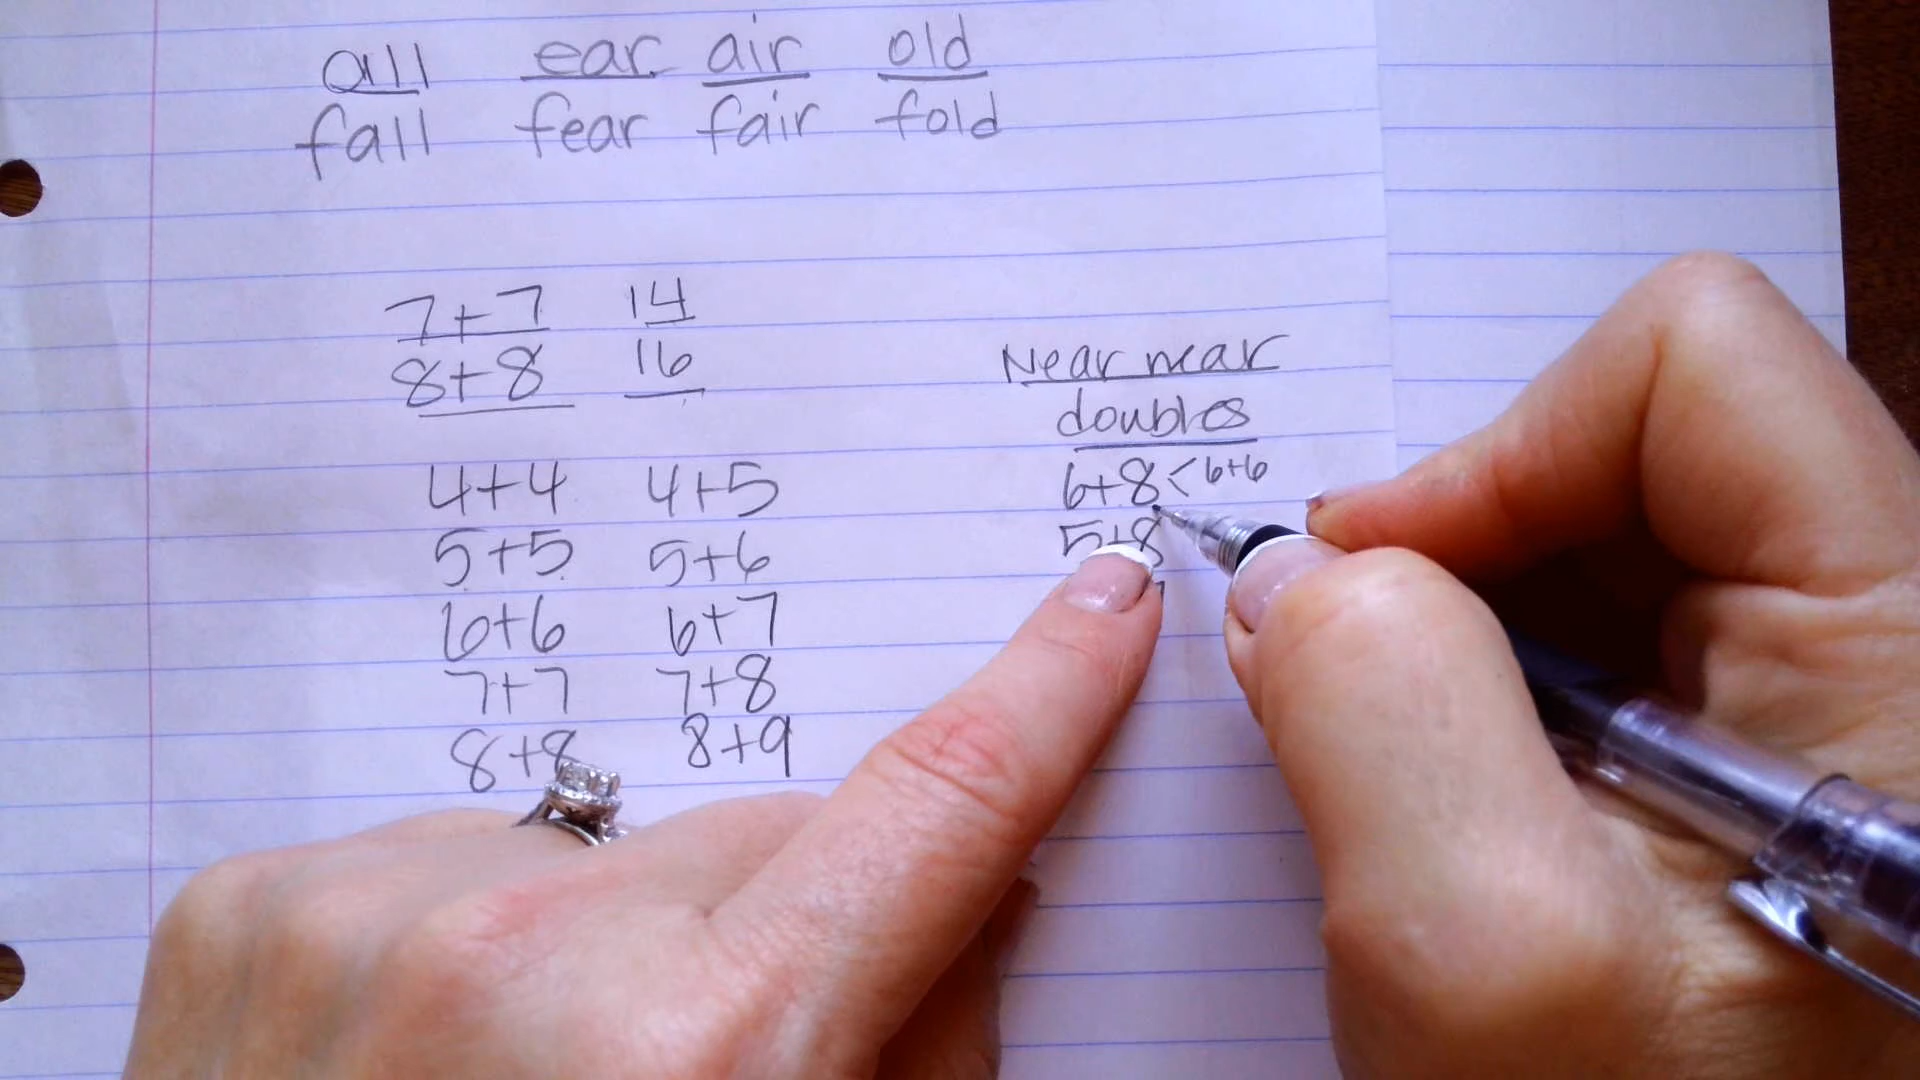 all ear air old
fall fear fair fold
7+7 14
8+8 16
4+4 4+5
5+5 5+6
6+6 6+7
7+7 7+8
8+8 8+9
Near near
doubles
6+8 < 6+6
5+8